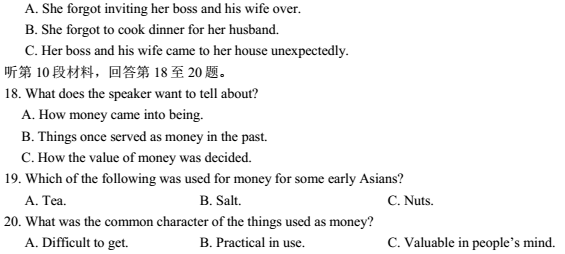 A. She forgot inviting her boss and his wife over.
B. She forgot to cook dinner for her husband.
C. Her boss and his wife came to her house unexpectedly.
听第 10 段材料，回答第 18 至 20 题。
18. What does the speaker want to tell about?
A. How money came into being.
B. Things once served as money in the past.
C. How the value of money was decided.
19. Which of the following was used for money for some early Asians?
A. Tea. B. Salt. C. Nuts.
20. What was the common character of the things used as money?
A. Difficult to get. B. Practical in use. C. Valuable in people’s mind.